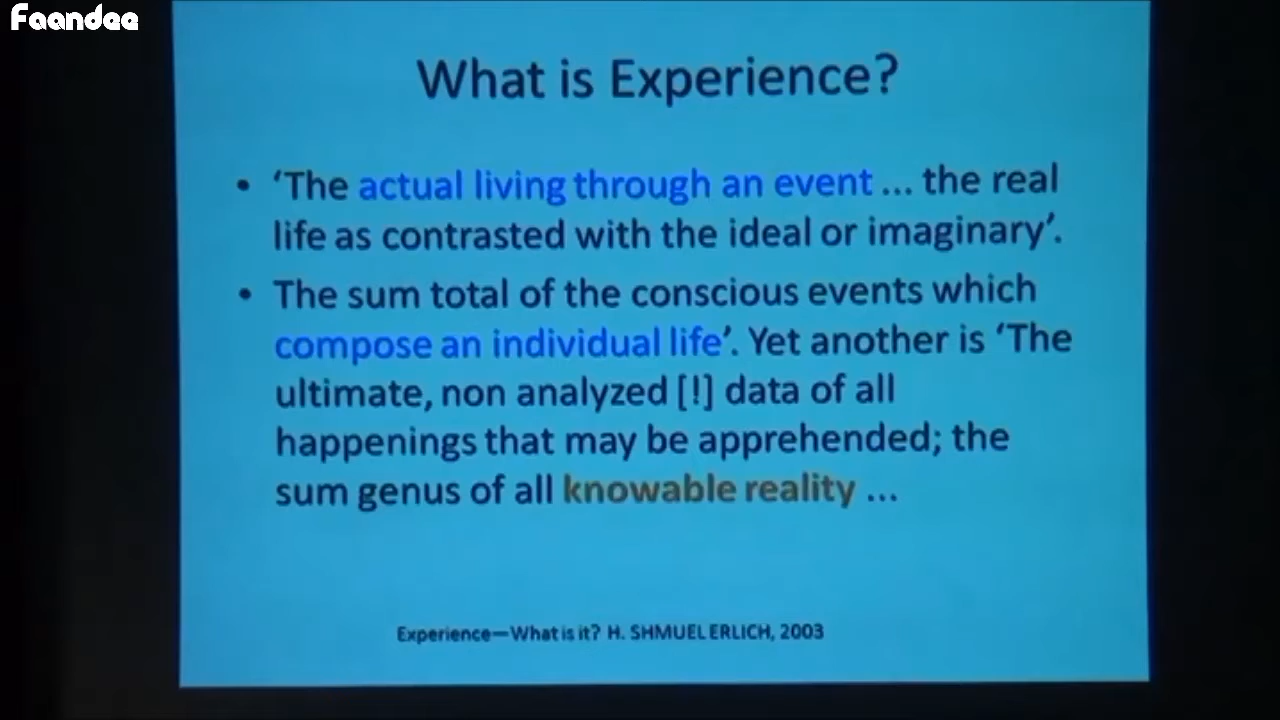 Faandee
What is Experience?
• ‘The actual living through an event ... the real
life as contrasted with the ideal or imaginary’.
• The sum total of the conscious events which
compose an individual life’. Yet another is ‘The
ultimate, non analyzed [!] data of all
happenings that may be apprehended; the
sum genus of all knowable reality ...
Experience—What is it? H. SHMUEL ERLICH, 2003